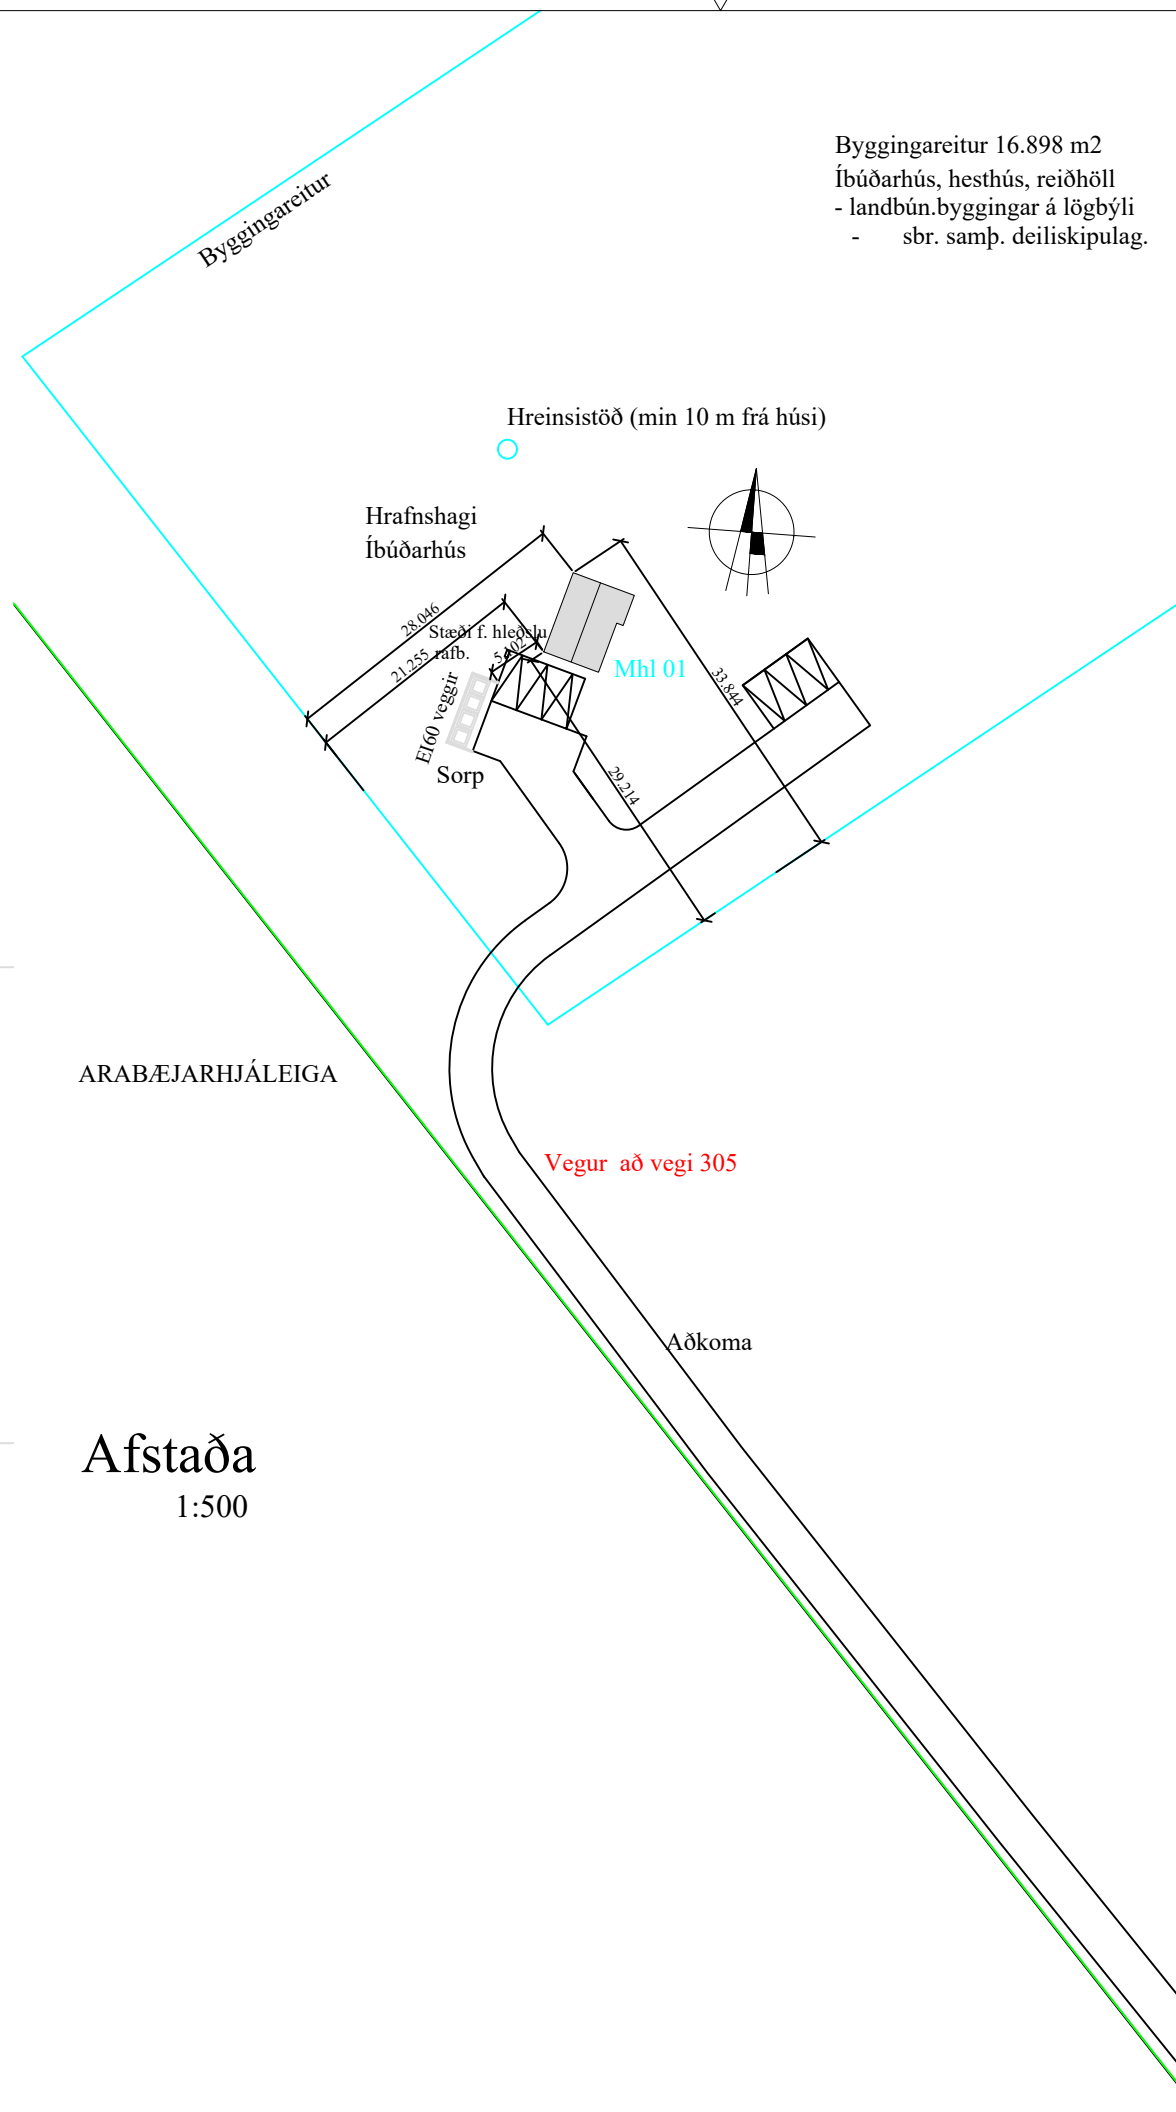 Byggingareitur 16.898 m2
Íbúðarhús, hesthús, reiðhöll
- landbún.byggingar á lögbýli
- sbr. samþ. deiliskipulag.
Byggingareitur
Hreinsistöð (min 10 m frá húsi)
Hrafnshagi
Íbúðarhús
28.046
Stæði f. hleðslu
rafb.
21.255
Mhl 01
33.844
EI60 veggir
Sorp
29.214
ARABÆJARHJÁLEIGA
Vegur að vegi 305
Aðkoma
Afstaða
1:500